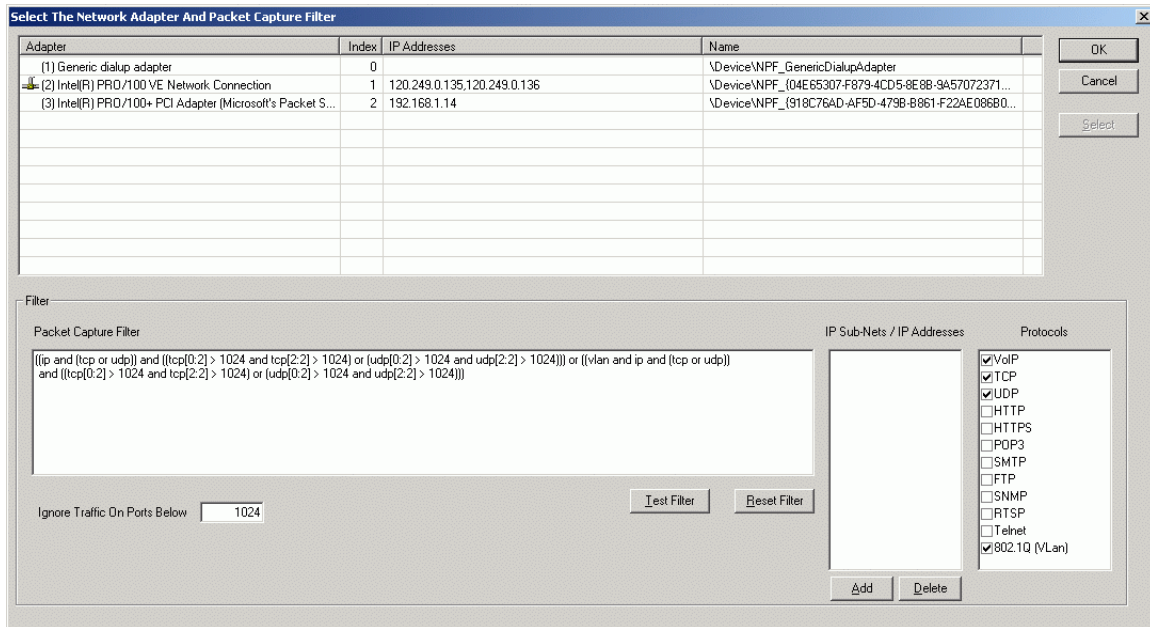 Select The Network Adapter And Packet Capture Filter
Adapter Index IP Addresses Name
(1) Generic dialup adapter 0 \Device\NPF_GenericDialupAdapter
(2) Intel(R) PRO/100 VE Network Connection 1 120.249.0.135,120.249.0.136 \Device\NPF_{04E65307-F879-4CD5-8E8B-9A57072371...
(3) Intel(R) PRO/100+ PCI Adapter (Microsoft's Packet S... 2 192.168.1.14 \Device\NPF_{918C76AD-AF5D-479B-B861-F22AE086B0...
OK
Cancel
Select
Filter
Packet Capture Filter
((ip and (tcp or udp)) and ((tcp[0:2] > 1024 and tcp[2:2] > 1024) or (udp[0:2] > 1024 and udp[2:2] > 1024))) or ((vlan and ip and (tcp or udp))
and ((tcp[0:2] > 1024 and tcp[2:2] > 1024) or (udp[0:2] > 1024 and udp[2:2] > 1024)))
Ignore Traffic On Ports Below 1024
Test Filter
Reset Filter
IP Sub-Nets / IP Addresses
Add
Delete
Protocols
VoIP
TCP
UDP
HTTP
HTTPS
POP3
SMTP
FTP
SNMP
RTSP
Telnet
802.1Q (VLan)